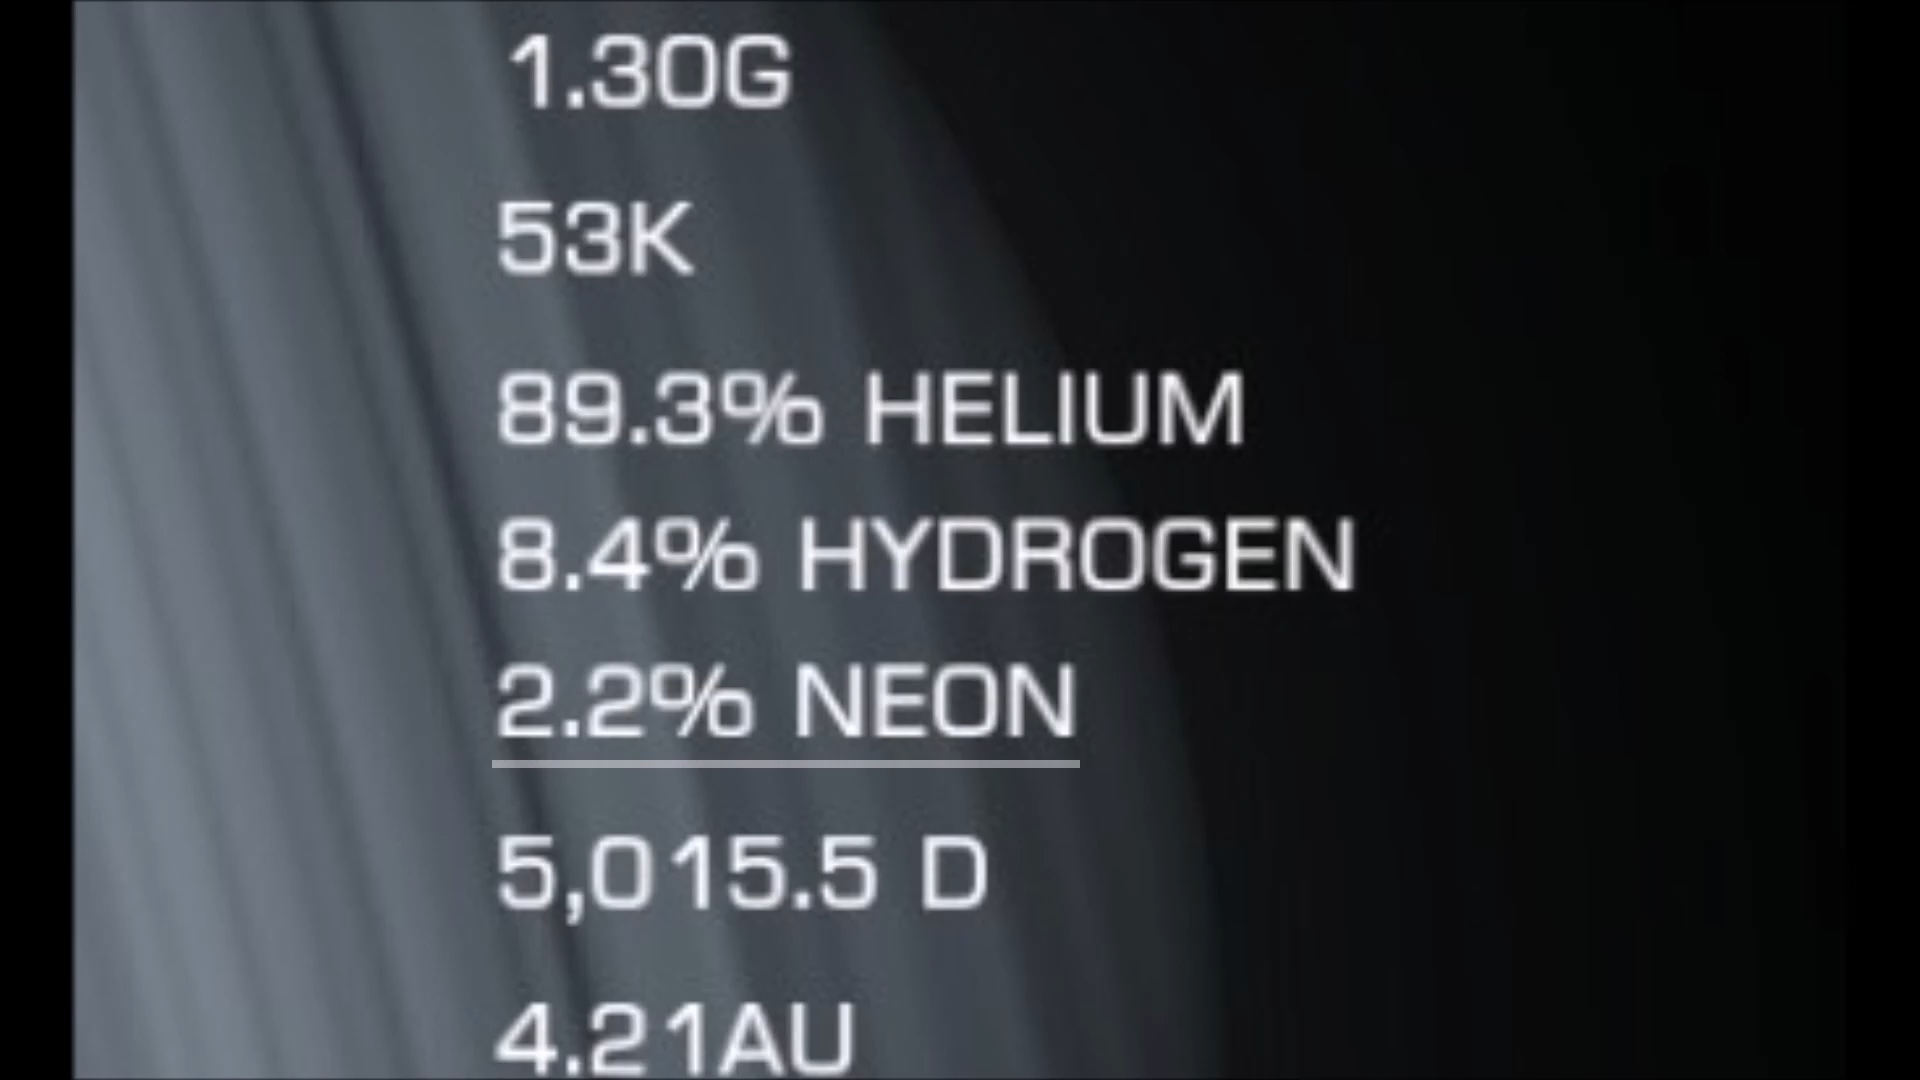 1.30G
53K
89.3% HELIUM
8.4% HYDROGEN
2.2% NEON
5,015.5 D
4.21AU